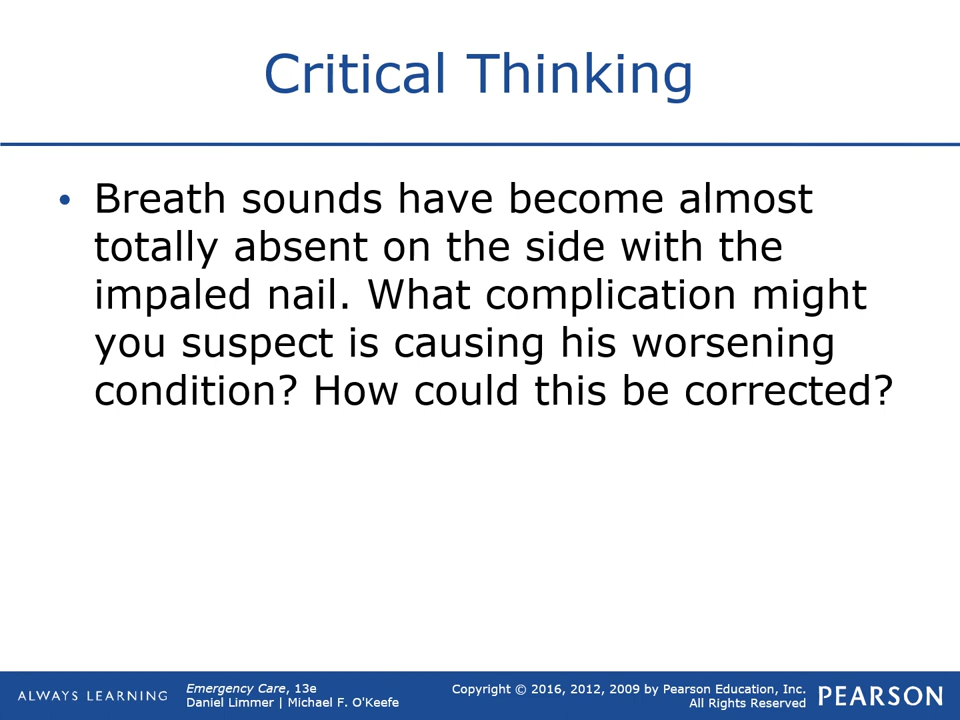 Critical Thinking
• Breath sounds have become almost
totally absent on the side with the
impaled nail. What complication might
you suspect is causing his worsening
condition? How could this be corrected?
ALWAYS LEARNING
Emergency Care, 13e
Daniel Limmer | Michael F. O'Keefe
Copyright © 2016, 2012, 2009 by Pearson Education, Inc.
All Rights Reserved
PEARSON